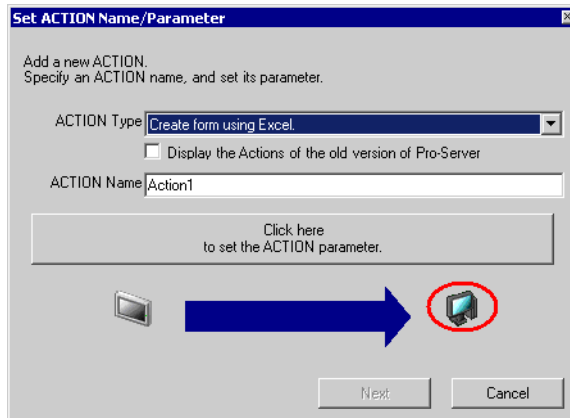 Set ACTION Name/Parameter
Add a new ACTION.
Specify an ACTION name, and set its parameter.
ACTION Type Create form using Excel.
Display the Actions of the old version of Pro-Server
ACTION Name Action1
Click here
to set the ACTION parameter.
Next Cancel